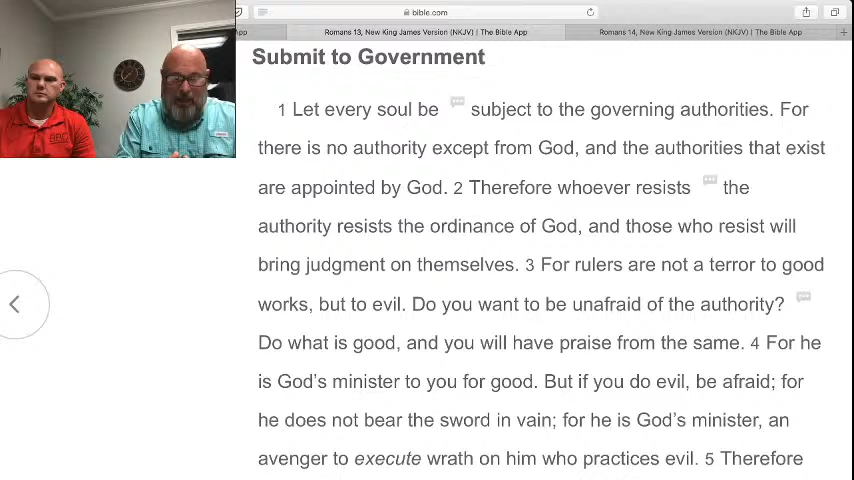 bible.com
pp
Romans 13, New King James Version (NKJV) | The Bible App
Romans 14, New King James Version (NKJV) | The Bible App
Submit to Government
1 Let every soul be subject to the governing authorities. For
there is no authority except from God, and the authorities that exist
are appointed by God. 2 Therefore whoever resists the
authority resists the ordinance of God, and those who resist will
bring judgment on themselves. 3 For rulers are not a terror to good
works, but to evil. Do you want to be unafraid of the authority?
Do what is good, and you will have praise from the same. 4 For he
is God’s minister to you for good. But if you do evil, be afraid; for
he does not bear the sword in vain; for he is God’s minister, an
avenger to execute wrath on him who practices evil. 5 Therefore